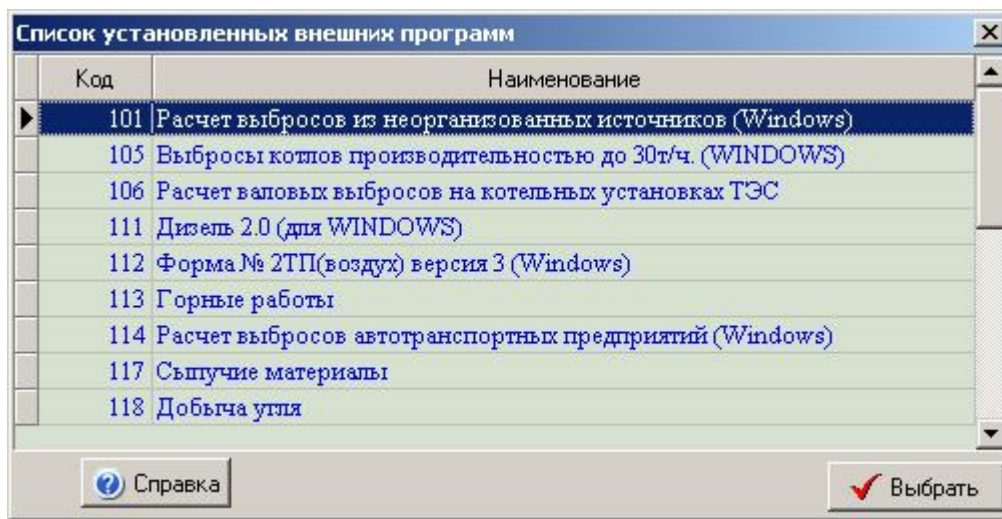 Список установленных внешних программ
Код Наименование
101 Расчет выбросов из неорганизованных источников (Windows)
105 Выбросы котлов производительностью до 30т/ч. (WINDOWS)
106 Расчет валовых выбросов на котельных установках ТЭС
111 Дизель 2.0 (для WINDOWS)
112 Форма № 2ТП(воздух) версия 3 (Windows)
113 Горные работы
114 Расчет выбросов автотранспортных предприятий (Windows)
117 Сыпучие материалы
118 Добыча угля
Справка Выбрать